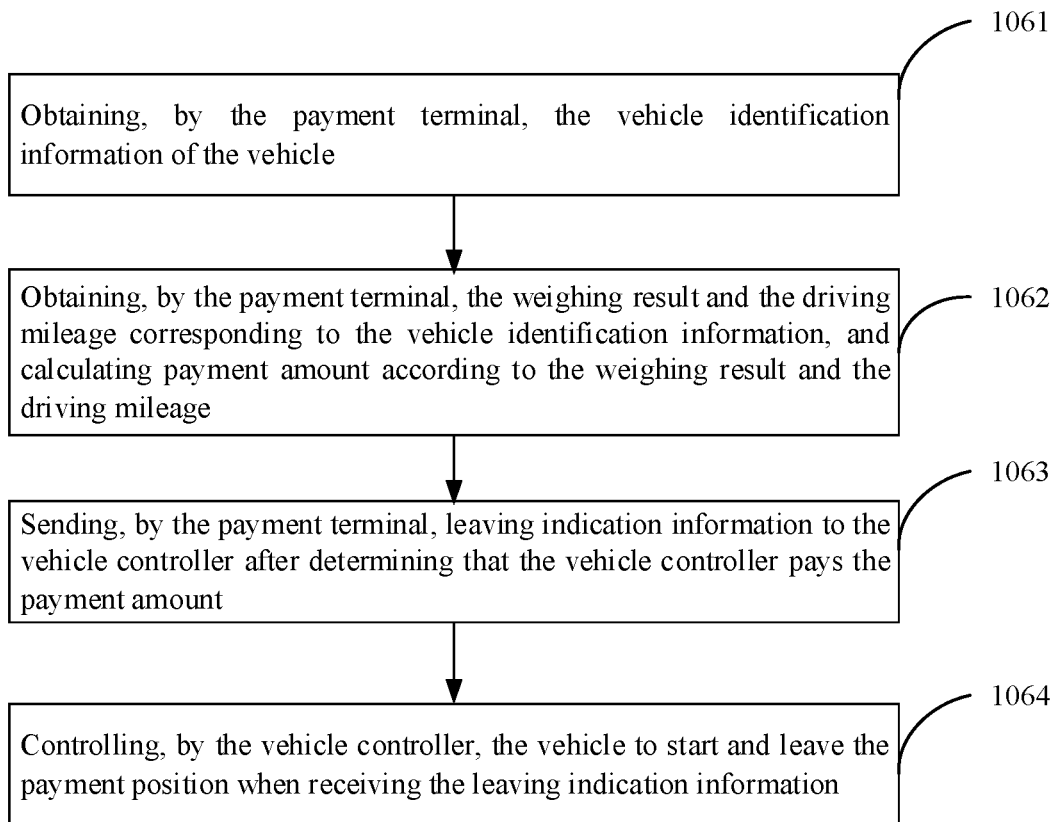 1061
Obtaining, by the payment terminal, the vehicle identification
information of the vehicle
Obtaining, by the payment terminal, the weighing result and the driving
mileage corresponding to the vehicle identification information, and
calculating payment amount according to the weighing result and the
driving mileage
1062
Sending, by the payment terminal, leaving indication information to the
vehicle controller after determining that the vehicle controller pays the
payment amount
1063
Controlling, by the vehicle controller, the vehicle to start and leave the
payment position when receiving the leaving indication information
1064